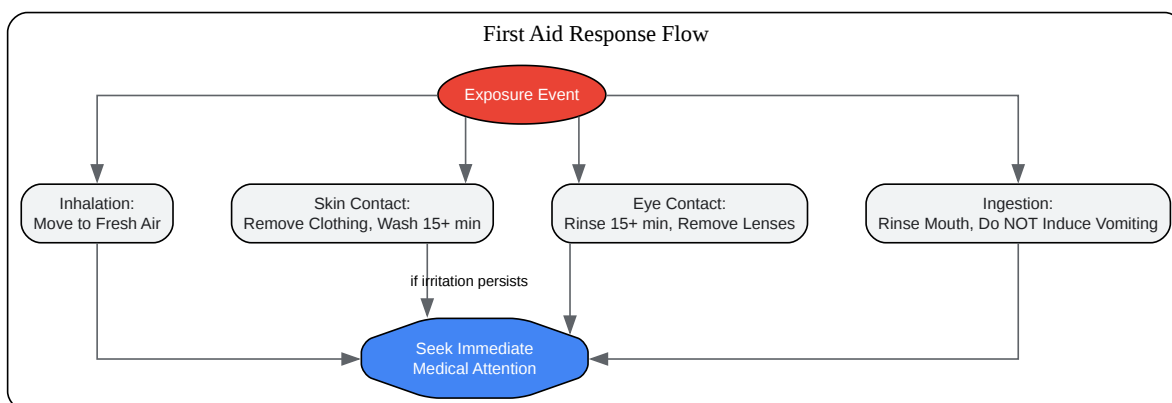 First Aid Response Flow
Exposure Event
Inhalation:
Move to Fresh Air
Skin Contact:
Remove Clothing, Wash 15+ min
Eye Contact:
Rinse 15+ min, Remove Lenses
Ingestion:
Rinse Mouth, Do NOT Induce Vomiting
if irritation persists
Seek Immediate
Medical Attention